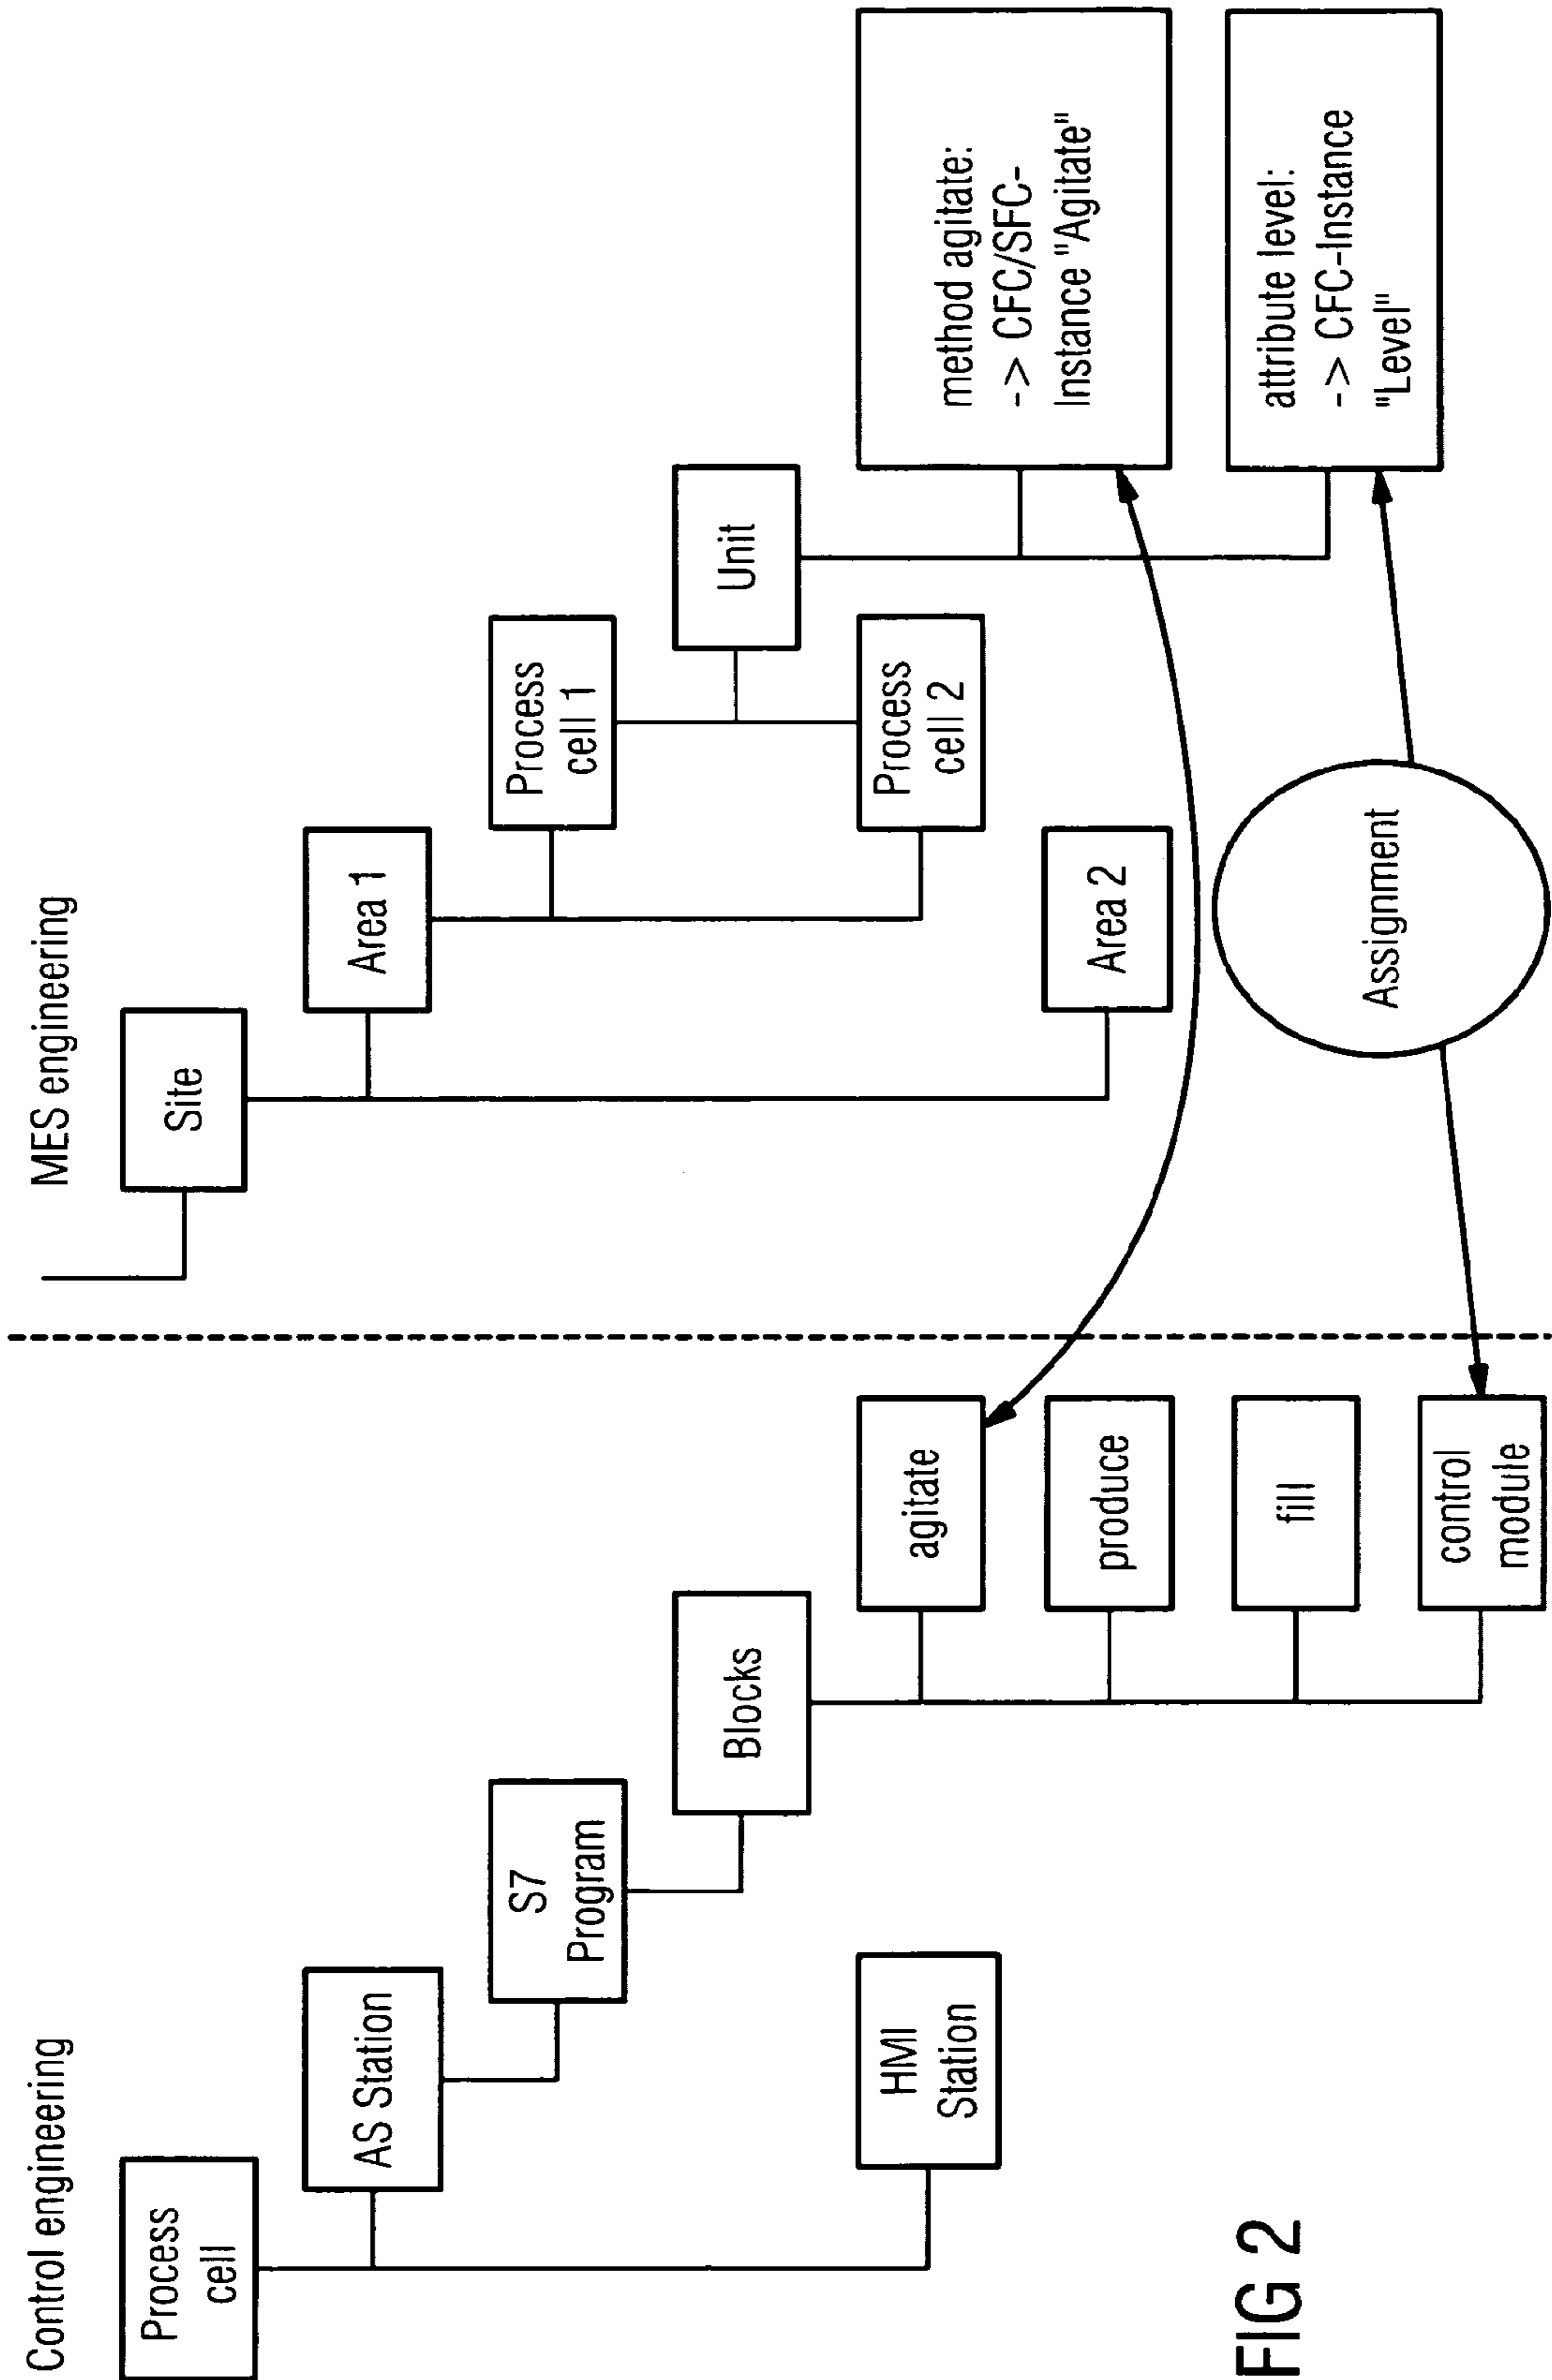 Control engineering
Process
cell
AS Station
S7
Program
Blocks
HMI
Station
agitate
produce
fill
control
module
MES engineering
Site
Area 1
Process
cell 1
Unit
Process
cell 2
Area 2
method agitate:
- > CFC/SFC-
Instance "Agitate"
attribute level:
- > CFC-Instance
"Level"
Assignment
FIG 2